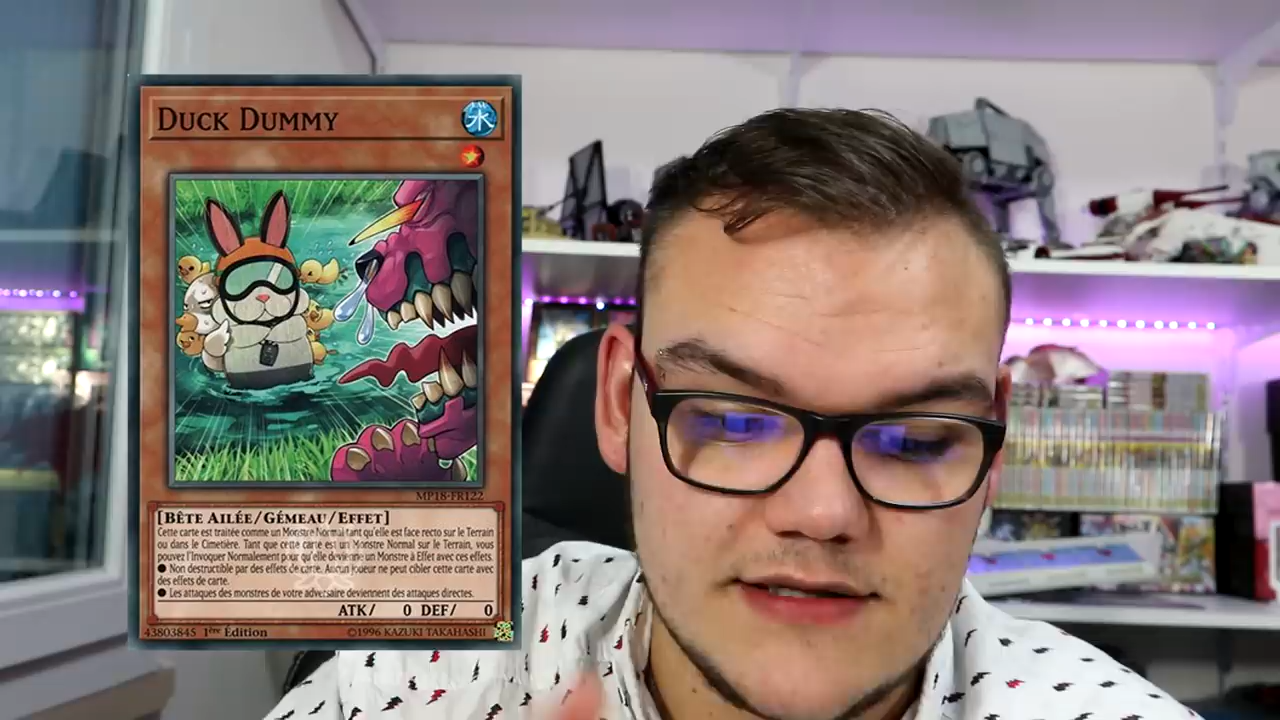 DUCK DUMMY
水
MP18-FR122
[BÊTE AILÉE/GÉMEAU/EFFET]
Cette carte est traitée comme un Monstre Normal tant qu'elle est face recto sur le Terrain
ou dans le Cimetière. Tant que cette carte est un Monstre Normal sur le Terrain, vous
pouvez l'Invoquer Normalement pour qu'elle devienne un Monstre à Effet avec ces effets.
● Non destructible par des effets de carte. Aucun joueur ne peut cibler cette carte avec
des effets de carte.
● Les attaques des monstres de votre adversaire deviennent des attaques directes.
ATK/ 0 DEF/ 0
43803845 1ère Édition ©1996 KAZUKI TAKAHASHI